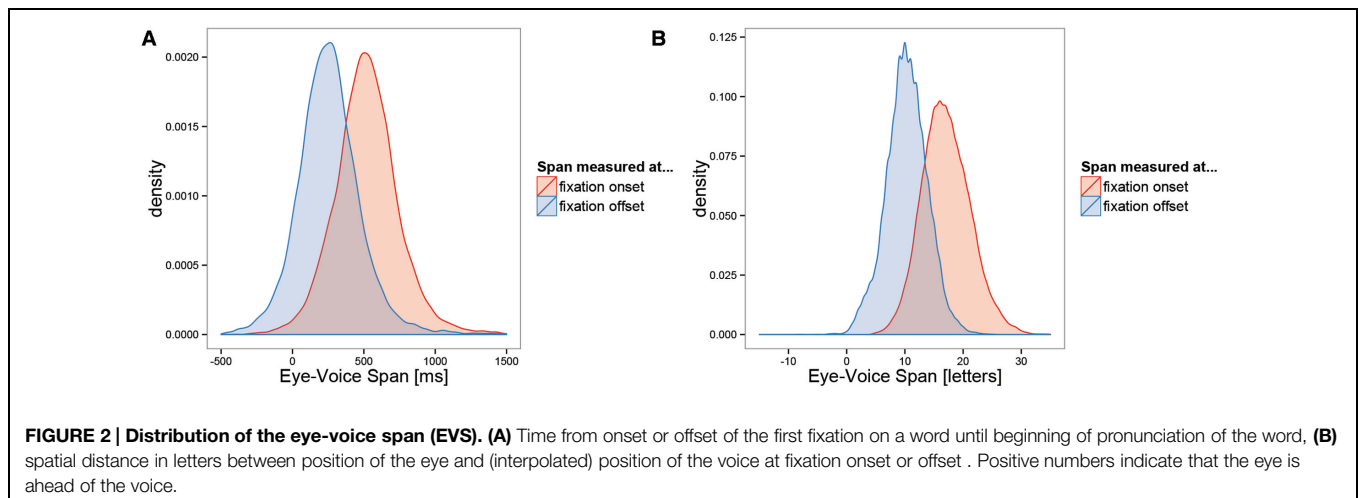 A
0.0020
0.0015
0.0010
0.0005
0.0000
density
-500 0 500 1000 1500
Eye-Voice Span [ms]
Span measured at...
fixation onset
fixation offset
B
0.125
0.100
0.075
0.050
0.025
0.000
density
-10 0 10 20 30
Eye-Voice Span [letters]
Span measured at...
fixation onset
fixation offset
FIGURE 2 | Distribution of the eye-voice span (EVS). (A) Time from onset or offset of the first fixation on a word until beginning of pronunciation of the word, (B)
spatial distance in letters between position of the eye and (interpolated) position of the voice at fixation onset or offset . Positive numbers indicate that the eye is
ahead of the voice.